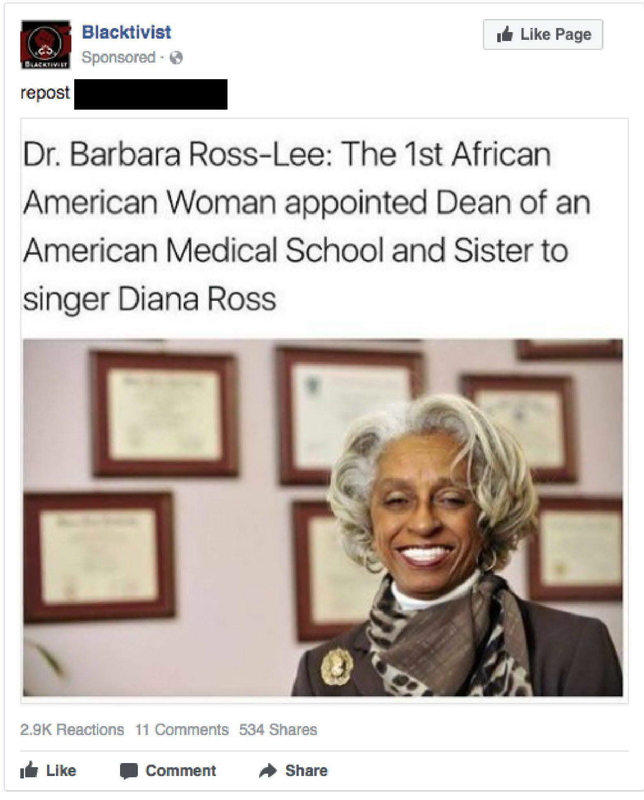 Blacktivist
Like Page
Sponsored ·
BLACKTIVIST
repost
Dr. Barbara Ross-Lee: The 1st African
American Woman appointed Dean of an
American Medical School and Sister to
singer Diana Ross
2.9K Reactions 11 Comments 534 Shares
Like Comment Share